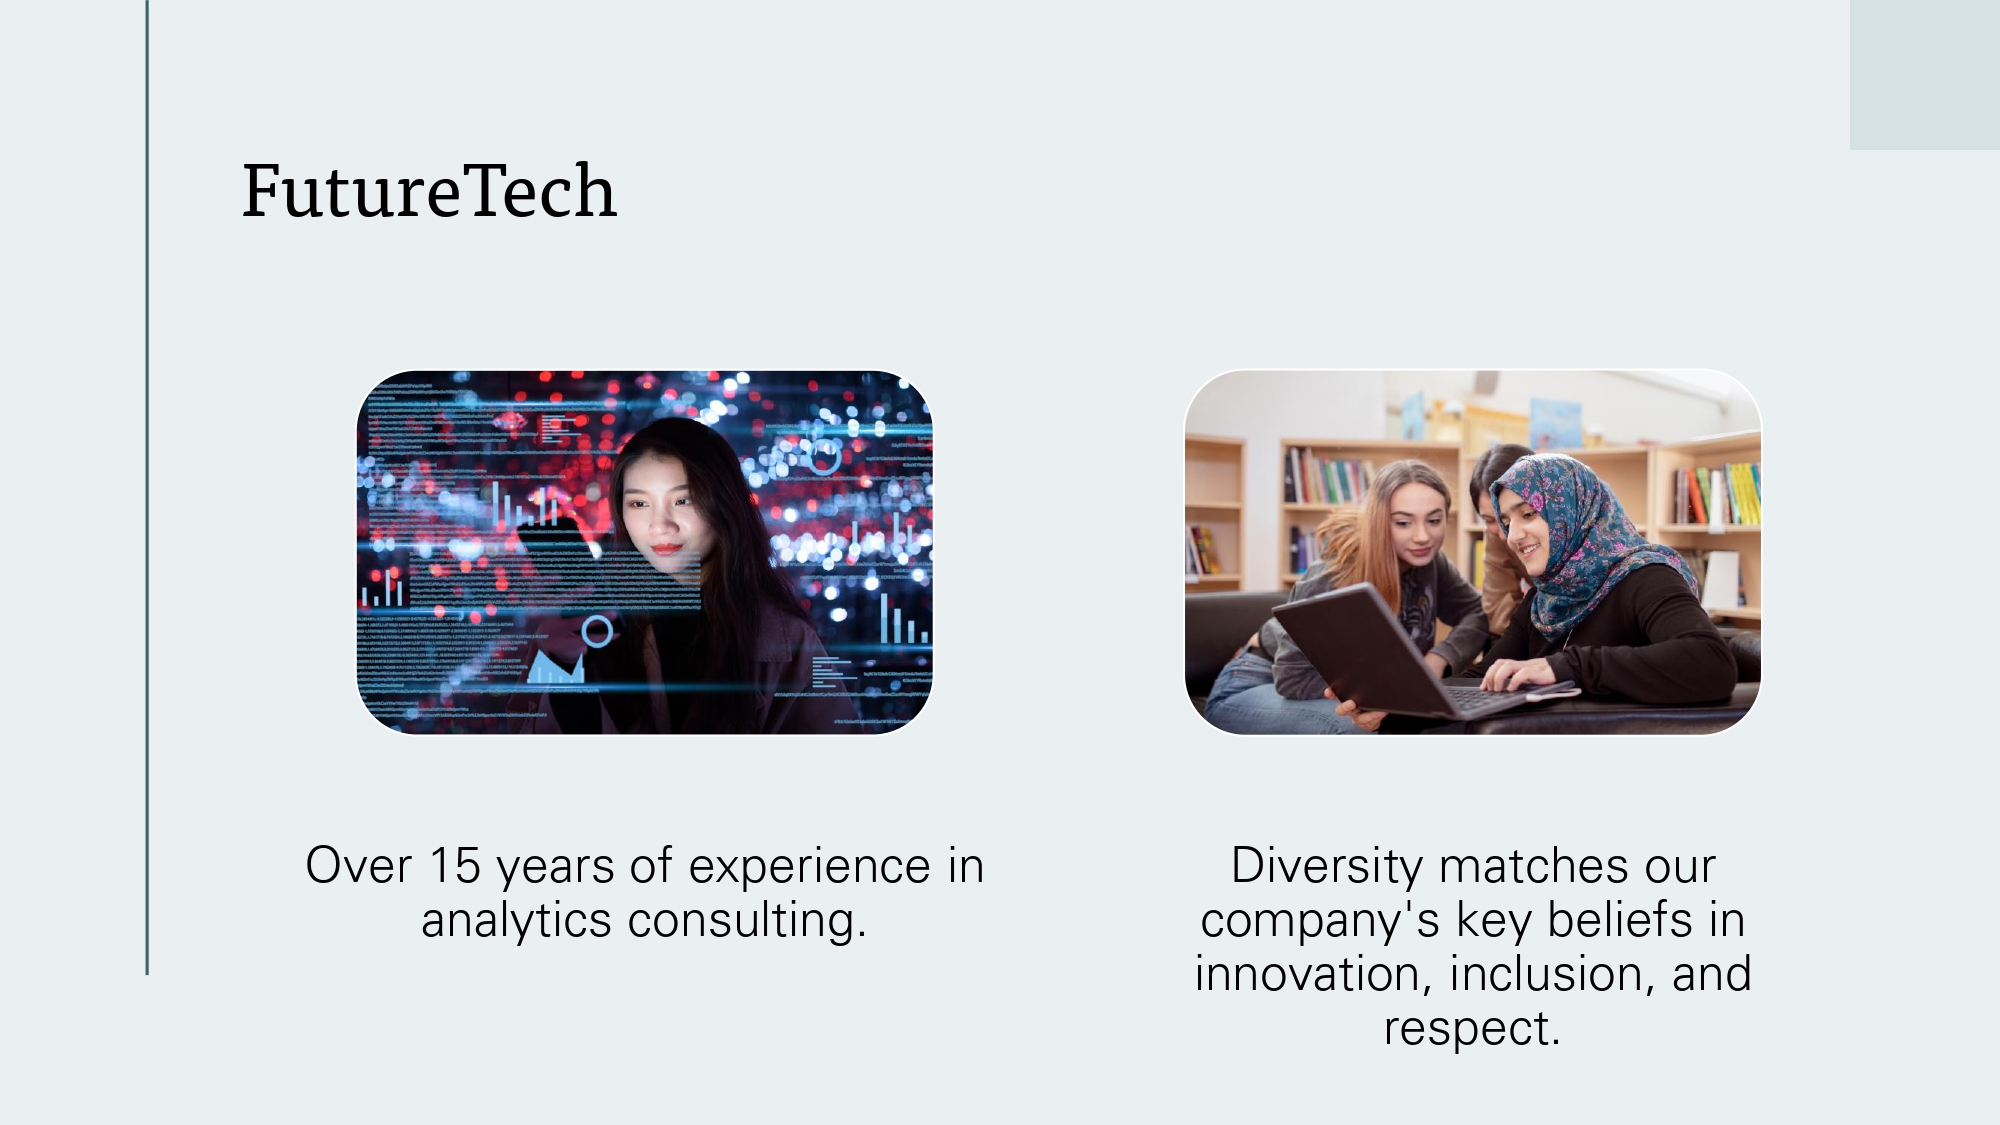 FutureTech
Over 15 years of experience in
analytics consulting.
Diversity matches our
company's key beliefs in
innovation, inclusion, and
respect.